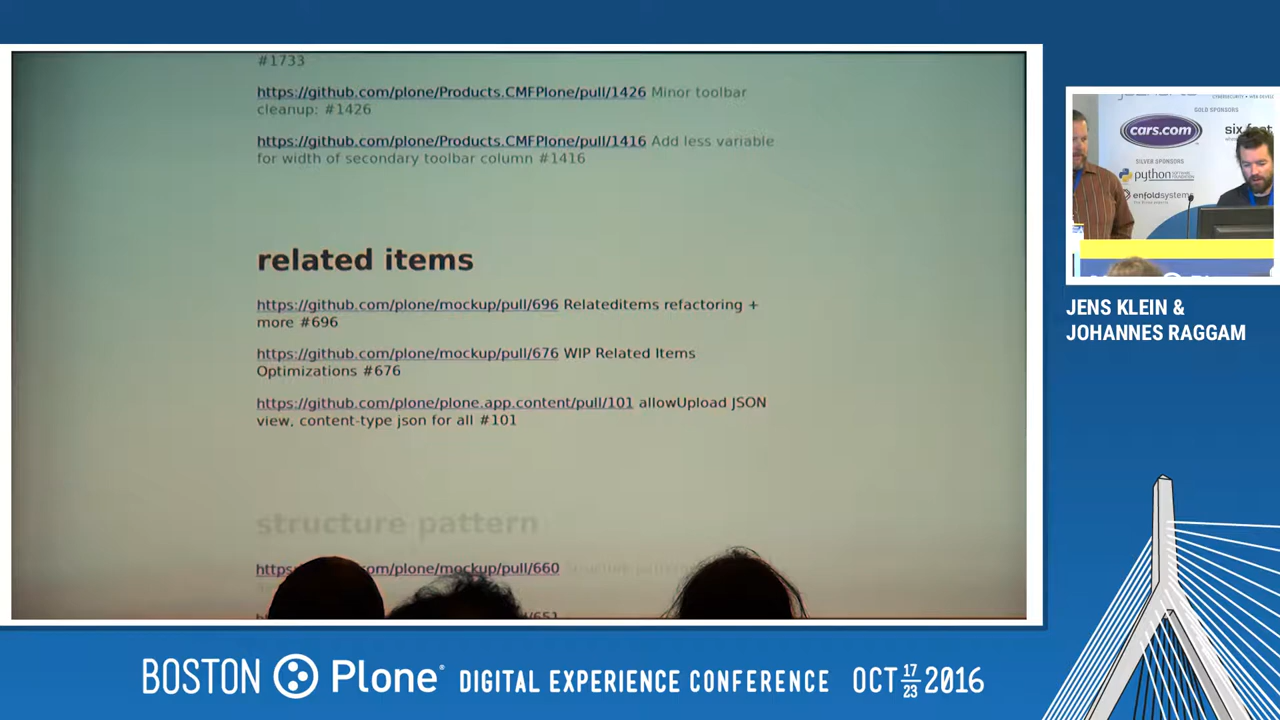 #1733
https://github.com/plone/Products.CMFPlone/pull/1426 Minor toolbar
cleanup: #1426
https://github.com/plone/Products.CMFPlone/pull/1416 Add less variable
for width of secondary toolbar column #1416
related items
https://github.com/plone/mockup/pull/696 Relateditems refactoring +
more #696
https://github.com/plone/mockup/pull/676 WIP Related Items
Optimizations #676
https://github.com/plone/plone.app.content/pull/101 allowUpload JSON
view, content-type json for all #101
structure pattern
https://github.com/plone/mockup/pull/660
GOLD SPONSORS
cars.com
SILVER SPONSORS
python
enfoldsystems
JENS KLEIN &
JOHANNES RAGGAM
BOSTON Plone® DIGITAL EXPERIENCE CONFERENCE OCT 17 23 2016